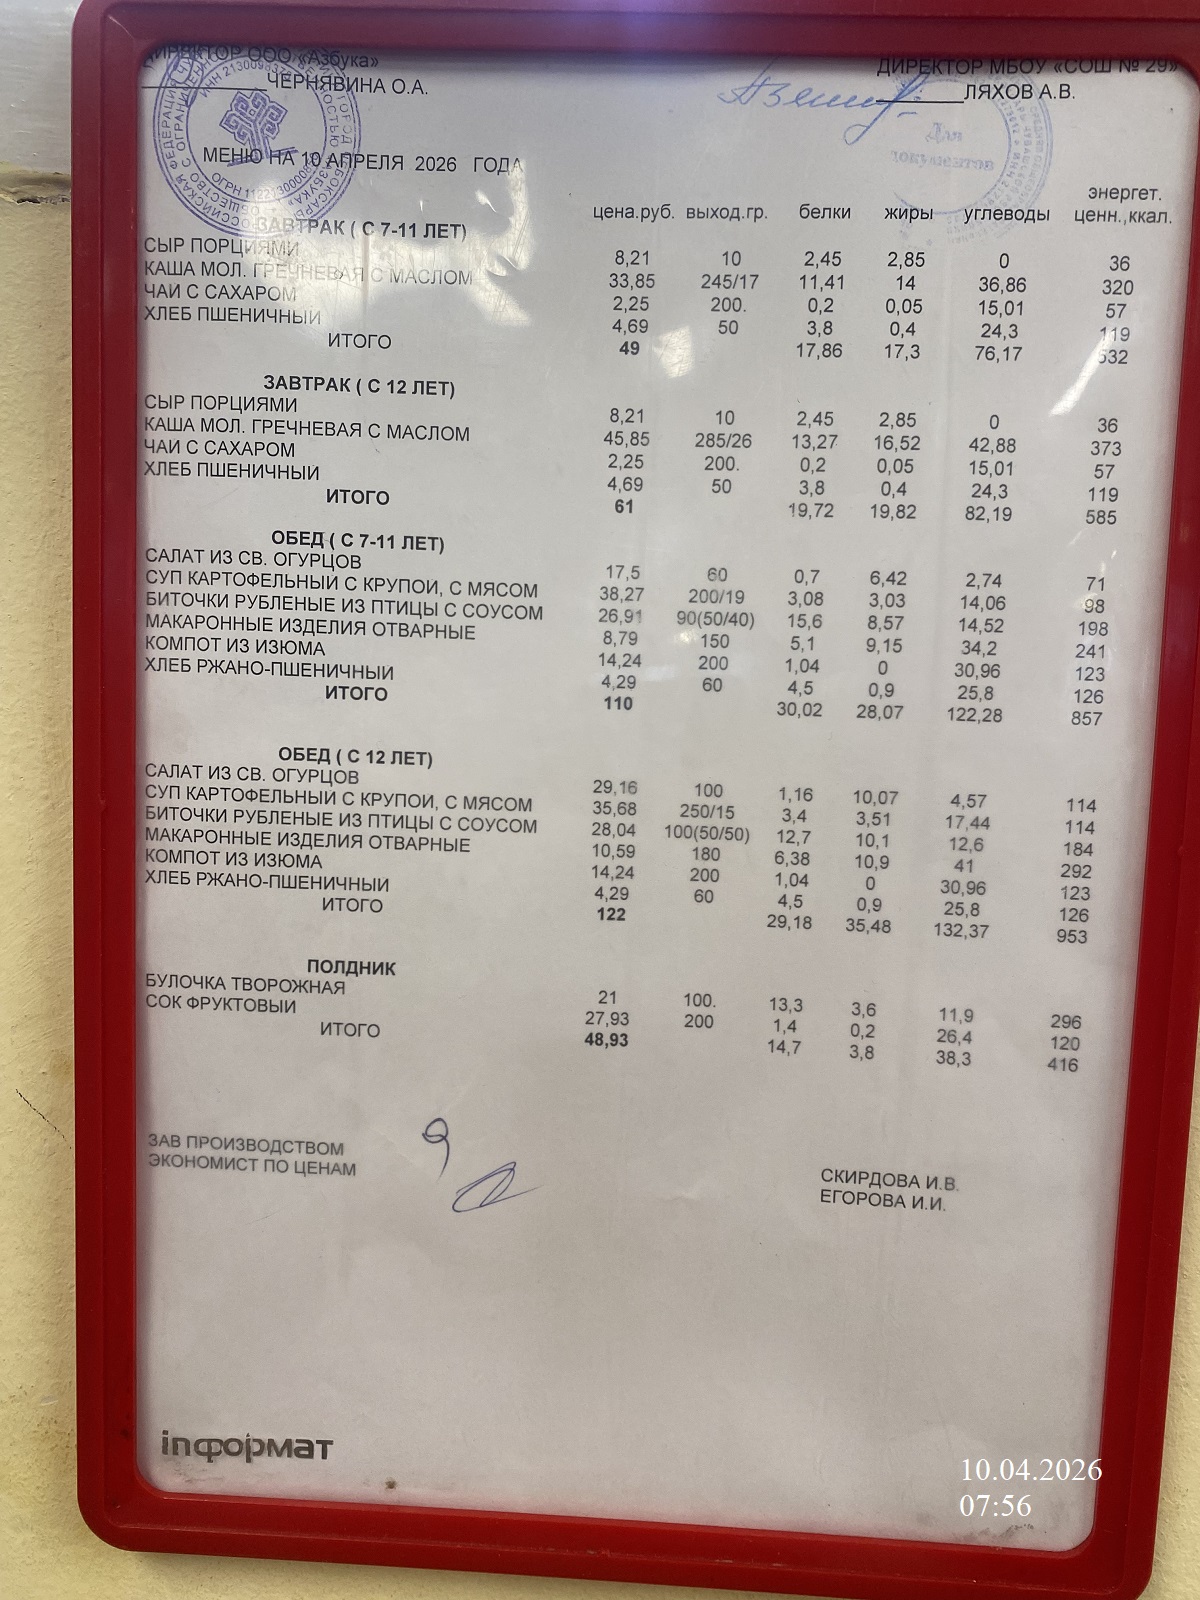 ДИРЕКТОР ООО «Азбука» ДИРЕКТОР МБОУ «СОШ № 29»
ЧЕРНЯВИНА О.А. ЛЯХОВ А.В.
Для документов
МЕНЮ НА 10 АПРЕЛЯ 2026 ГОДА
цена.руб. выход.гр. белки жиры углеводы энергет. ценн.,ккал.
ЗАВТРАК ( С 7-11 ЛЕТ)
СЫР ПОРЦИЯМИ 8,21 10 2,45 2,85 0 36
КАША МОЛ. ГРЕЧНЕВАЯ С МАСЛОМ 33,85 245/17 11,41 14 36,86 320
ЧАИ С САХАРОМ 2,25 200. 0,2 0,05 15,01 57
ХЛЕБ ПШЕНИЧНЫЙ 4,69 50 3,8 0,4 24,3 119
ИТОГО 49 17,86 17,3 76,17 532
ЗАВТРАК ( С 12 ЛЕТ)
СЫР ПОРЦИЯМИ 8,21 10 2,45 2,85 0 36
КАША МОЛ. ГРЕЧНЕВАЯ С МАСЛОМ 45,85 285/26 13,27 16,52 42,88 373
ЧАИ С САХАРОМ 2,25 200. 0,2 0,05 15,01 57
ХЛЕБ ПШЕНИЧНЫЙ 4,69 50 3,8 0,4 24,3 119
ИТОГО 61 19,72 19,82 82,19 585
ОБЕД ( С 7-11 ЛЕТ)
САЛАТ ИЗ СВ. ОГУРЦОВ 17,5 60 0,7 6,42 2,74 71
СУП КАРТОФЕЛЬНЫЙ С КРУПОЙ, С МЯСОМ 38,27 200/19 3,08 3,03 14,06 98
БИТОЧКИ РУБЛЕНЫЕ ИЗ ПТИЦЫ С СОУСОМ 26,91 90(50/40) 15,6 8,57 14,52 198
МАКАРОННЫЕ ИЗДЕЛИЯ ОТВАРНЫЕ 8,79 150 5,1 9,15 34,2 241
КОМПОТ ИЗ ИЗЮМА 14,24 200 1,04 0 30,96 123
ХЛЕБ РЖАНО-ПШЕНИЧНЫЙ 4,29 60 4,5 0,9 25,8 126
ИТОГО 110 30,02 28,07 122,28 857
ОБЕД ( С 12 ЛЕТ)
САЛАТ ИЗ СВ. ОГУРЦОВ 29,16 100 1,16 10,07 4,57 114
СУП КАРТОФЕЛЬНЫЙ С КРУПОЙ, С МЯСОМ 35,68 250/15 3,4 3,51 17,44 114
БИТОЧКИ РУБЛЕНЫЕ ИЗ ПТИЦЫ С СОУСОМ 28,04 100(50/50) 12,7 10,1 12,6 184
МАКАРОННЫЕ ИЗДЕЛИЯ ОТВАРНЫЕ 10,59 180 6,38 10,9 41 292
КОМПОТ ИЗ ИЗЮМА 14,24 200 1,04 0 30,96 123
ХЛЕБ РЖАНО-ПШЕНИЧНЫЙ 4,29 60 4,5 0,9 25,8 126
ИТОГО 122 29,18 35,48 132,37 953
ПОЛДНИК
БУЛОЧКА ТВОРОЖНАЯ 21 100. 13,3 3,6 11,9 296
СОК ФРУКТОВЫЙ 27,93 200 1,4 0,2 26,4 120
ИТОГО 48,93 14,7 3,8 38,3 416
ЗАВ ПРОИЗВОДСТВОМ СКИРДОВА И.В.
ЭКОНОМИСТ ПО ЦЕНАМ ЕГОРОВА И.И.
inформат
10.04.2026
07:56